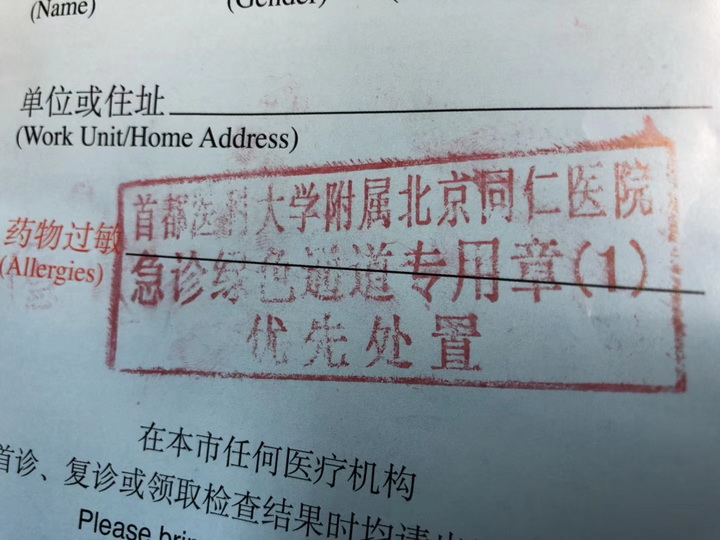 (Name)
(Gender)
单位或住址
(Work Unit/Home Address)
首都医科大学附属北京同仁医院
药物过敏
(Allergies)
急诊绿色通道专用章(1)
优先处置
在本市任何医疗机构
首诊、复诊或领取检查结果时均请
Please